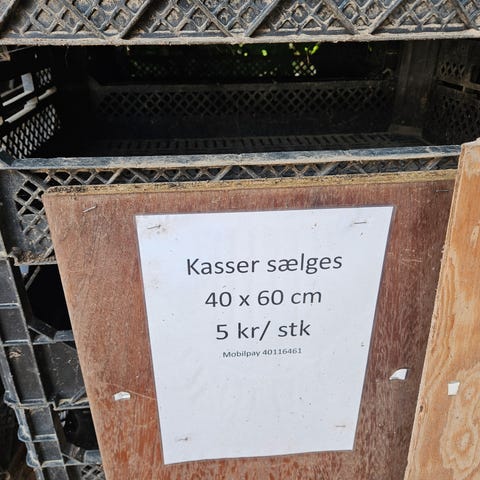 Kasser sælges
40 x 60 cm
5 kr/ stk
Mobilpay 40116461